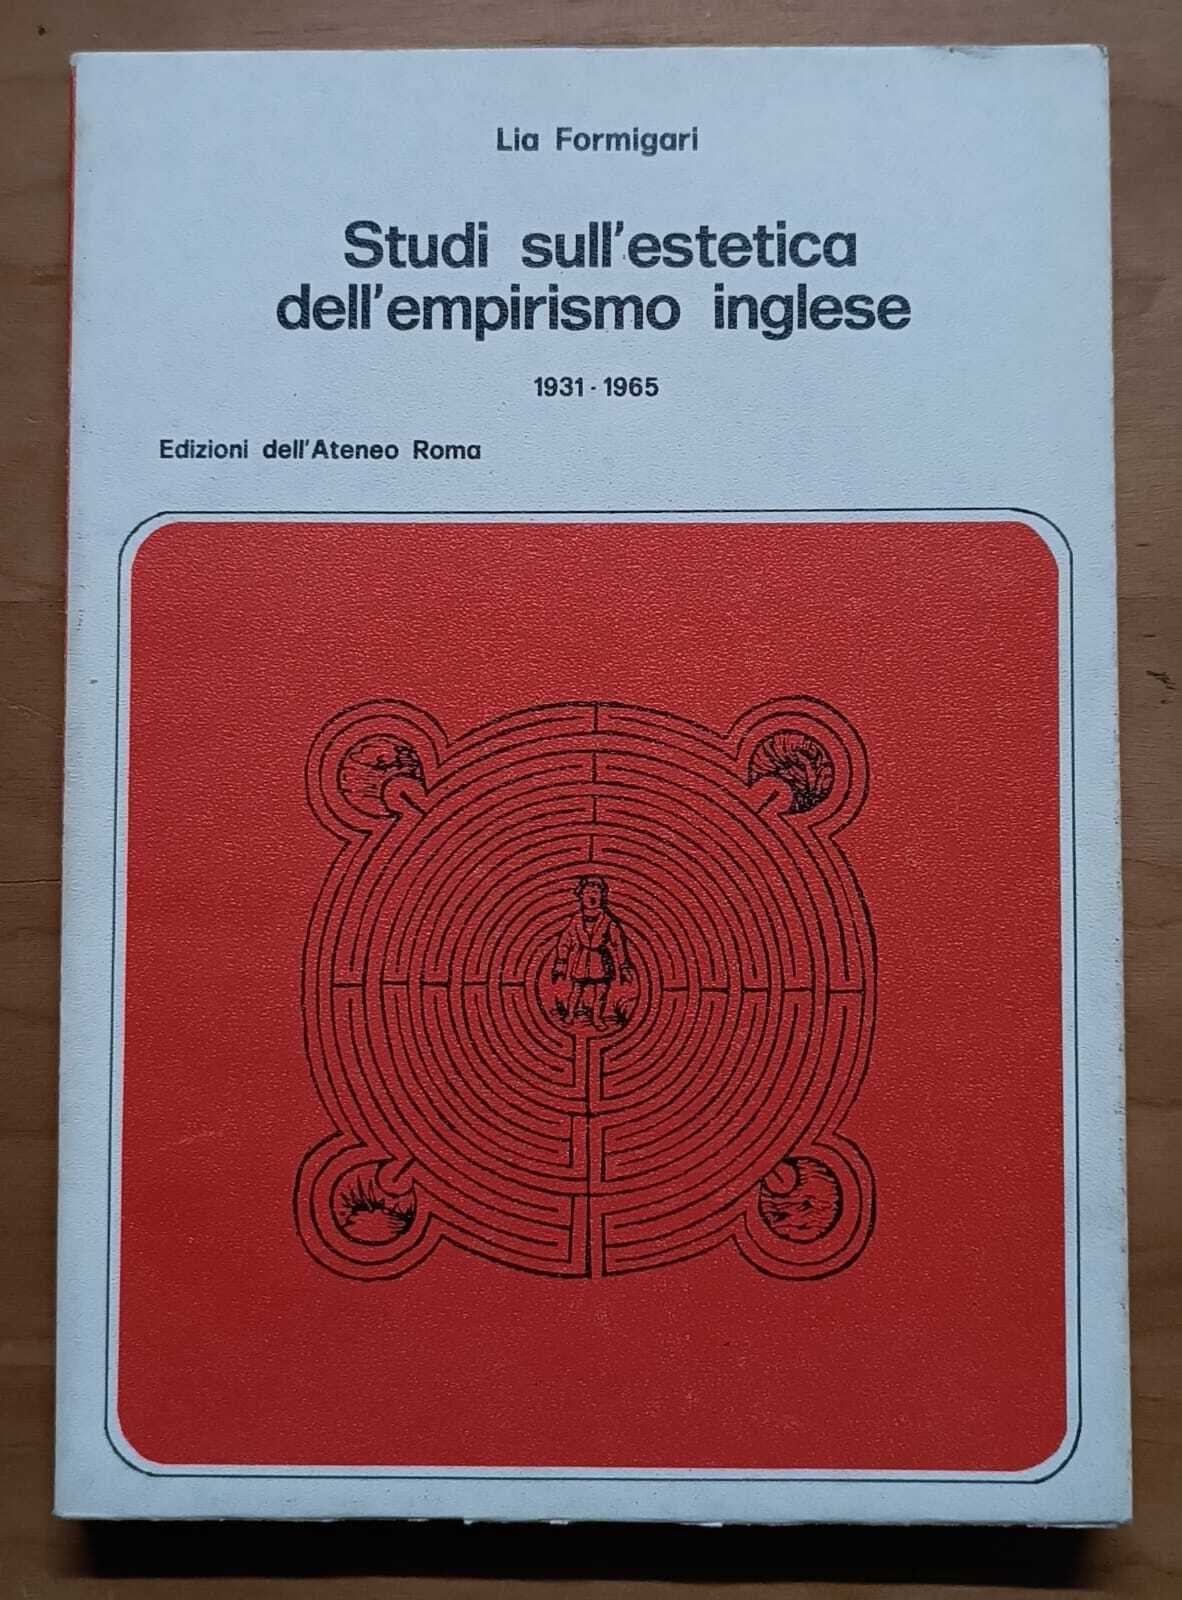 Lia Formigari
Studi sull'estetica
dell'empirismo inglese
1931 - 1965
Edizioni dell'Ateneo Roma